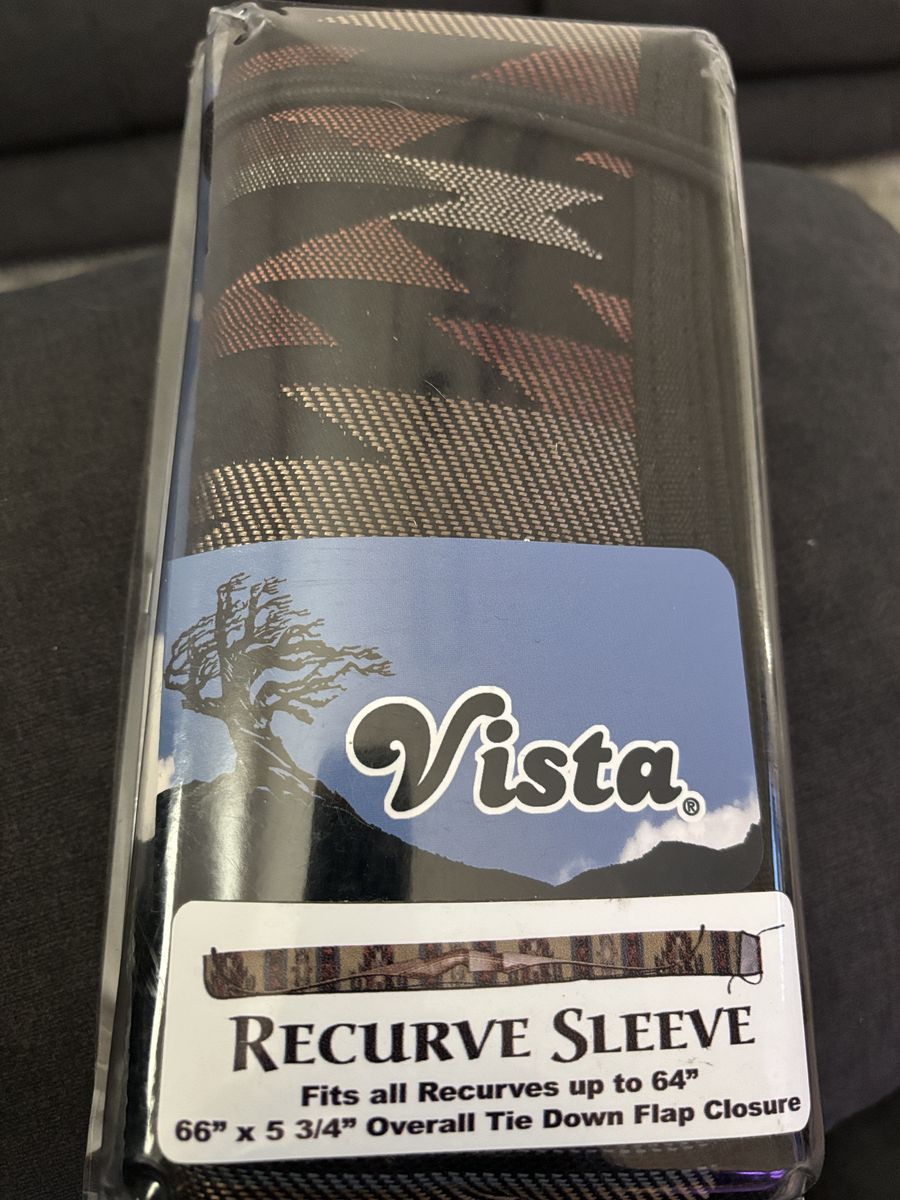 Vista®
RECURVE SLEEVE
Fits all Recurves up to 64”
66” x 5 3/4” Overall Tie Down Flap Closure